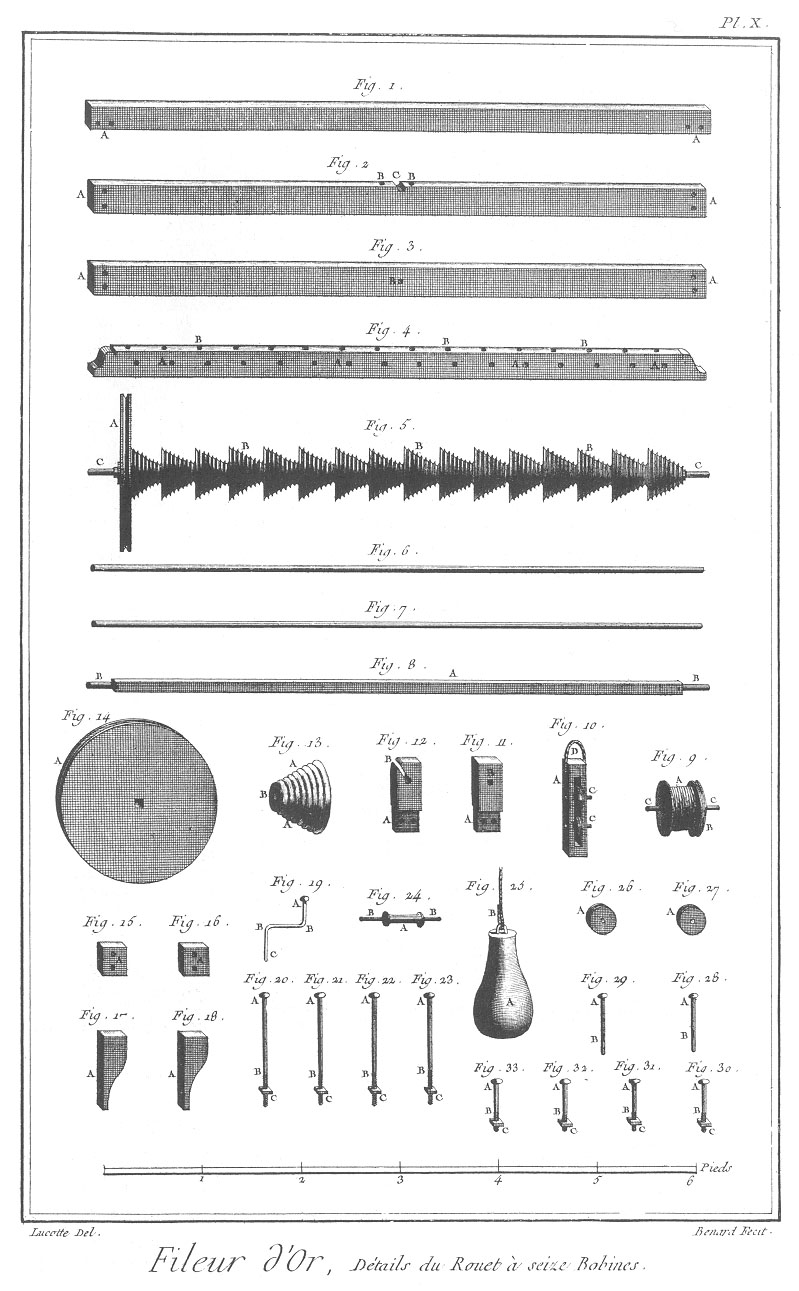 Pl. X.
Fig. 1.
A A
Fig. 2
B C B
A A
Fig. 3.
A B A
Fig. 4.
B B B
A A A A
Fig. 5.
A
B B B
C C
Fig. 6.
Fig. 7.
Fig. 8.
B A B
Fig. 14 Fig. 13. Fig. 12. Fig. 11. Fig. 10. Fig. 9.
A
A B A
B A
B A
D A C C
A C C B
Fig. 19. Fig. 24. Fig. 25. Fig. 26. Fig. 27.
A B B C
B B A
B A
A
A
Fig. 15. Fig. 16.
A A
Fig. 20. Fig. 21. Fig. 22. Fig. 23. Fig. 29. Fig. 28.
A A A A A A
B B B B B B
C C C C
Fig. 17. Fig. 18.
A A
Fig. 33. Fig. 32. Fig. 31. Fig. 30.
A A A A
B B B B
C C C C
Pieds
1 2 3 4 5 6
Lucotte Del. Benard Fecit.
Fileur d'Or, Détails du Rouet à seize Bobines.